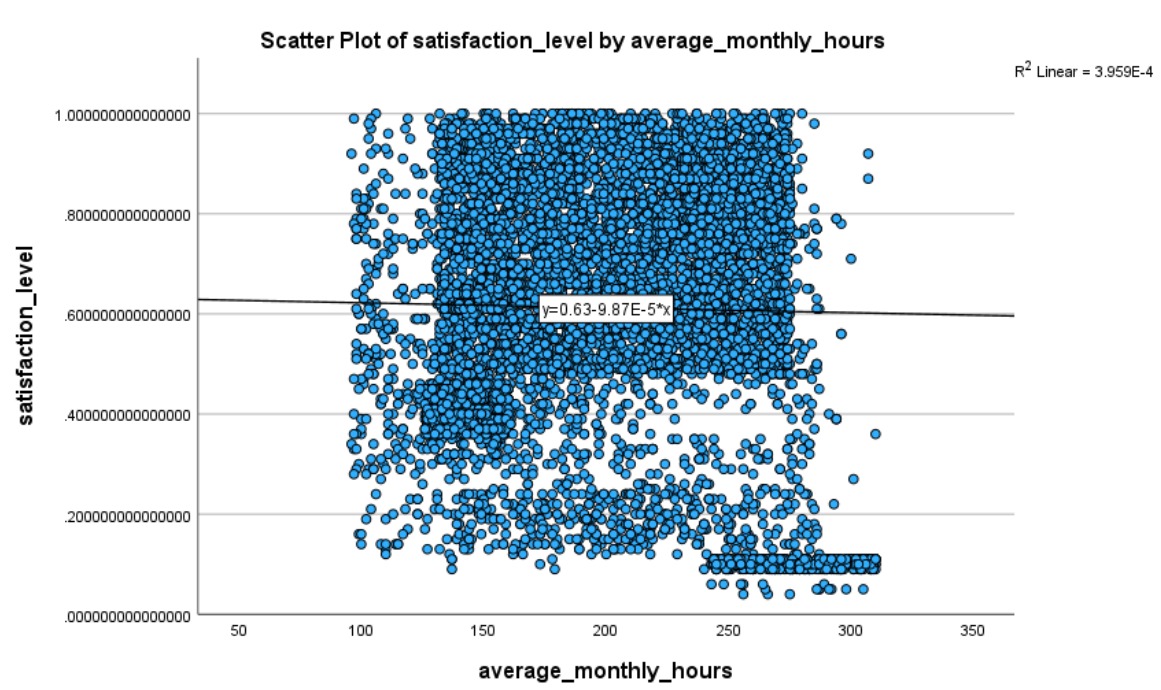 Scatter Plot of satisfaction_level by average_monthly_hours
R2 Linear = 3.959E-4
1.000000000000000
.800000000000000
.600000000000000
.400000000000000
.200000000000000
.000000000000000
satisfaction_level
y=0.63-9.87E-5*x
50 100 150 200 250 300 350
average_monthly_hours